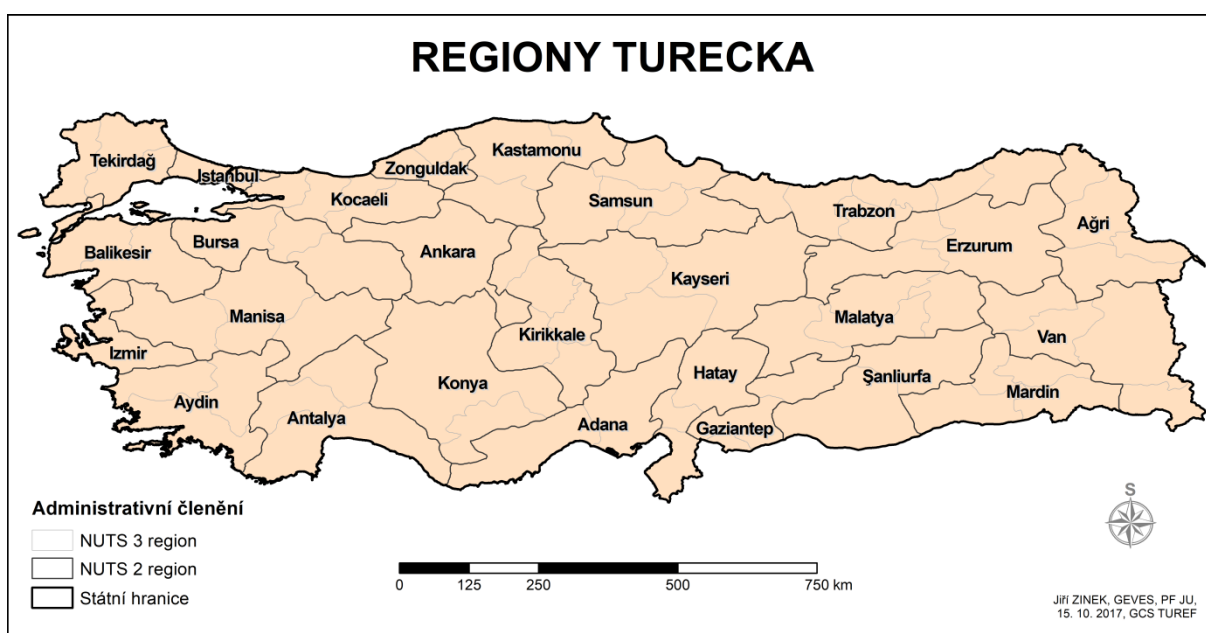 REGIONY TURECKA
Kastamonu
Tekirdağ
Zonguldak
Istanbul
Kocaeli
Samsun
Trabzon
Ağri
Bursa
Ankara
Erzurum
Balikesir
Kayseri
Manisa
Malatya
Kirikkale
Van
Izmir
Hatay
Şanliurfa
Konya
Mardin
Aydin
Antalya
Adana
Gaziantep
Administrativní členění
NUTS 3 region
NUTS 2 region
Státní hranice
0 125 250 500 750 km
S
Jiří ZINEK, GEVES, PF JU,
15. 10. 2017, GCS TUREF